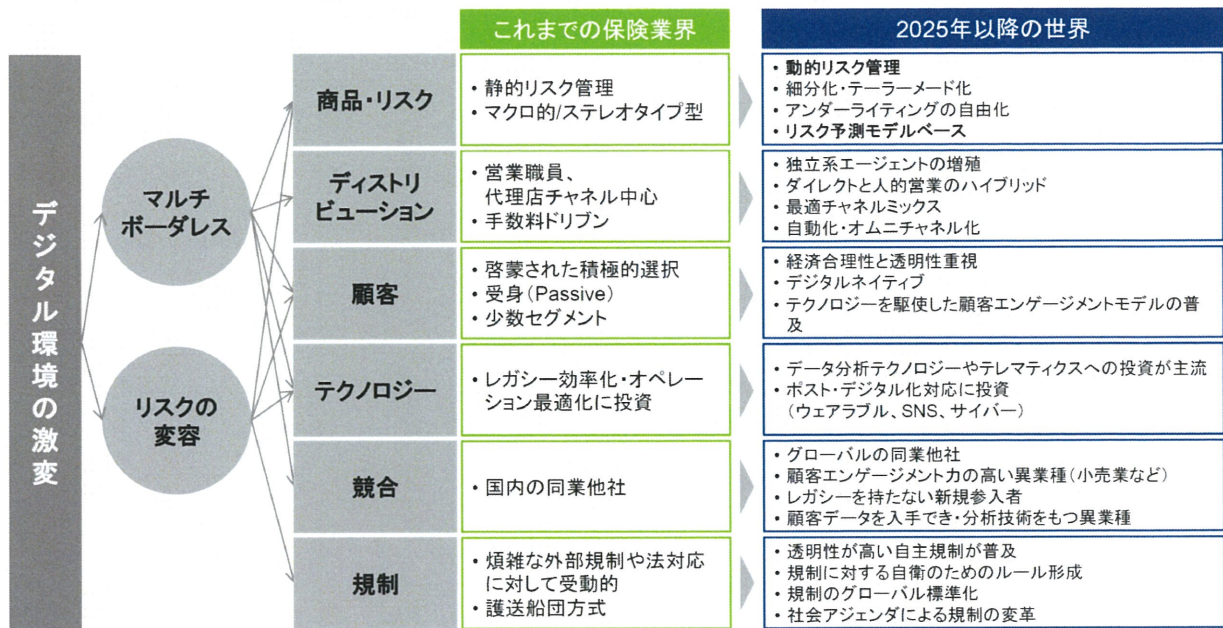 これまでの保険業界
2025年以降の世界
デジタル環境の激変
マルチ
ボーダレス
リスクの
変容
商品・リスク
・静的リスク管理
・マクロ的/ステレオタイプ型
・動的リスク管理
・細分化・テーラーメード化
・アンダーライティングの自由化
・リスク予測モデルベース
ディストリ
ビューション
・営業職員、
代理店チャネル中心
・手数料ドリブン
・独立系エージェントの増殖
・ダイレクトと人的営業のハイブリッド
・最適チャネルミックス
・自動化・オムニチャネル化
顧客
・啓蒙された積極的選択
・受身(Passive)
・少数セグメント
・経済合理性と透明性重視
・デジタルネイティブ
・テクノロジーを駆使した顧客エンゲージメントモデルの普
及
テクノロジー
・レガシー効率化・オペレー
ション最適化に投資
・データ分析テクノロジーやテレマティクスへの投資が主流
・ポスト・デジタル化対応に投資
(ウェアラブル、SNS、サイバー)
競合
・国内の同業他社
・グローバルの同業他社
・顧客エンゲージメント力の高い異業種(小売業など)
・レガシーを持たない新規参入者
・顧客データを入手でき・分析技術をもつ異業種
規制
・煩雑な外部規制や法対応
に対して受動的
・護送船団方式
・透明性が高い自主規制が普及
・規制に対する自衛のためのルール形成
・規制のグローバル標準化
・社会アジェンダによる規制の変革